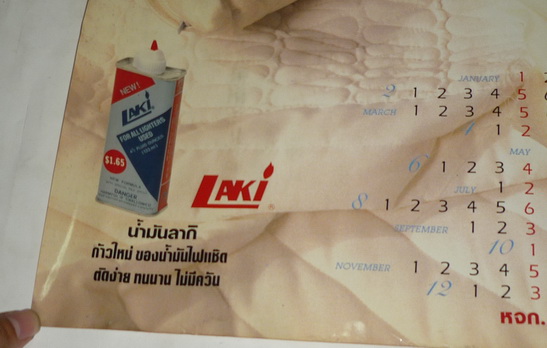 NEW!
LAKI
FOR ALL LIGHTERS
USED
$1.65
DANGER
LAKI
น้ำมันลากิ
ก้าวใหม่ ของน้ำมันไฟแช็ค
ติดง่าย ทนนาน ไม่มีควัน
JANUARY 1
2 1 2 3 4 5
MARCH 1 2 3 4 5
4 1 2
MAY
6 1 2 3 4
JULY 1 2
8 1 2 3 4 5 6
SEPTEMBER 1 2 3
10 1
NOVEMBER 1 2 3 4 5
12 1 2 3
หจก.